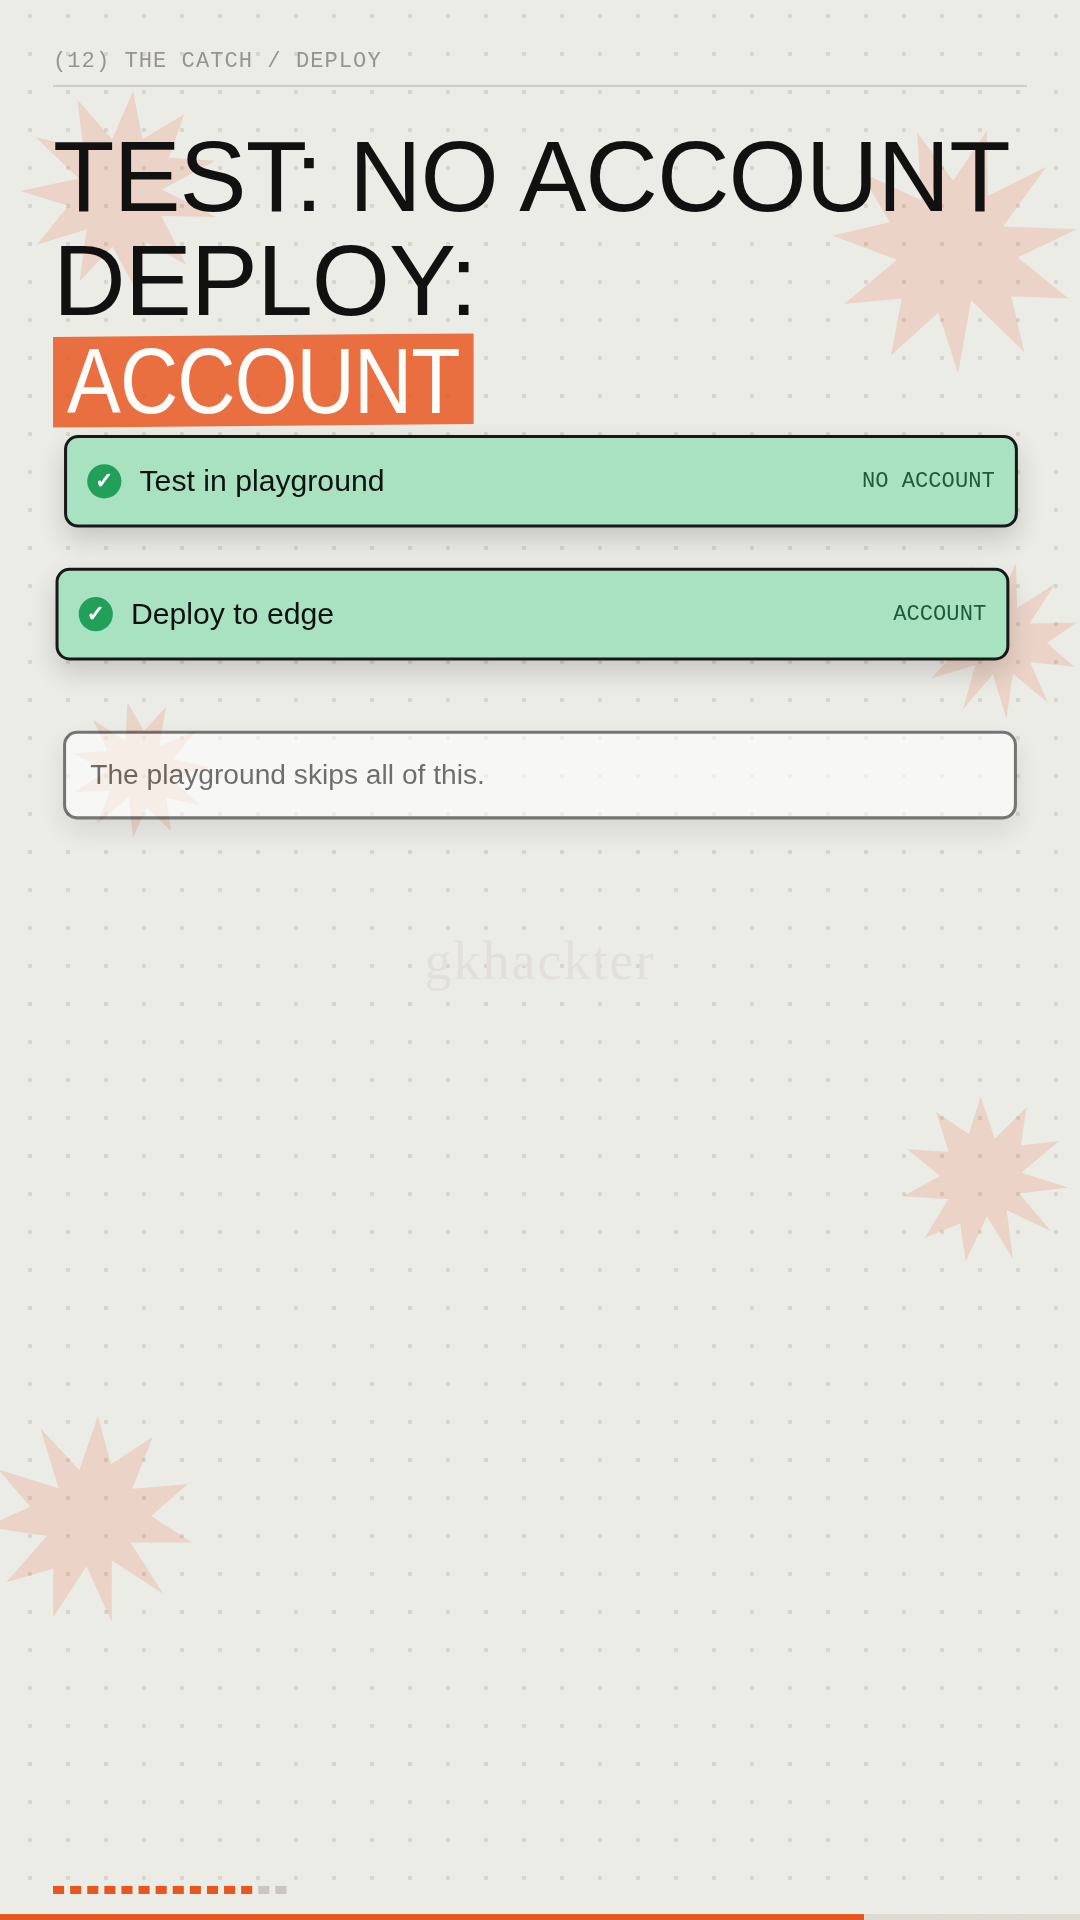 (12) THE CATCH / DEPLOY
TEST: NO ACCOUNT
DEPLOY:
ACCOUNT
✓ Test in playground NO ACCOUNT
✓ Deploy to edge ACCOUNT
The playground skips all of this.
gkhackter